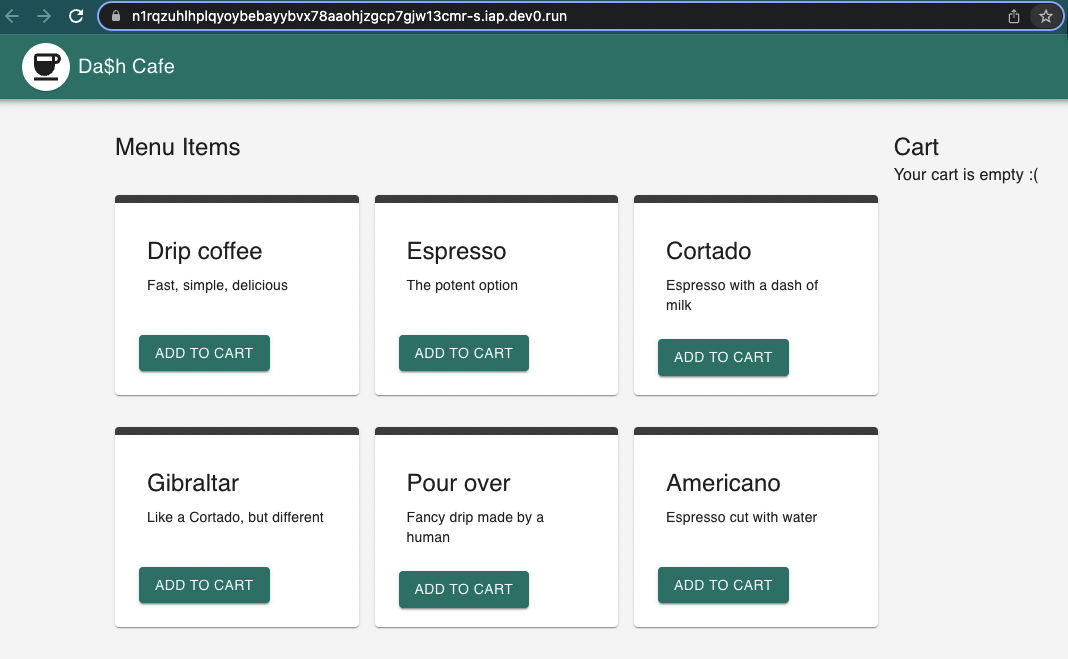 n1rqzuhlhplqyoybebayybvx78aaohjzgcp7gjw13cmr-s.iap.dev0.run
Da$h Cafe
Menu Items
Cart
Your cart is empty :(
Drip coffee
Fast, simple, delicious
ADD TO CART
Espresso
The potent option
ADD TO CART
Cortado
Espresso with a dash of
milk
ADD TO CART
Gibraltar
Like a Cortado, but different
ADD TO CART
Pour over
Fancy drip made by a
human
ADD TO CART
Americano
Espresso cut with water
ADD TO CART